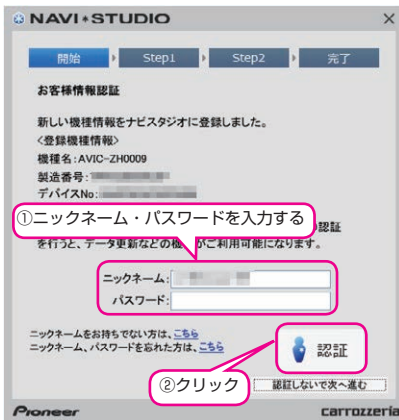 NAVI*STUDIO
開始 Step1 Step2 完了
お客様情報認証
新しい機種情報をナビスタジオに登録しました。
<登録機種情報>
機種名:AVIC-ZH0009
製造番号:
デバイスNo:
①ニックネーム・パスワードを入力する
の認証
を行うと、データ更新などの機 がご利用可能になります。
ニックネーム:
パスワード:
ニックネームをお持ちでない方は、こちら
ニックネーム、パスワードを忘れた方は、こちら
認証
②クリック
認証しないで次へ進む
Pioneer carrozzeria